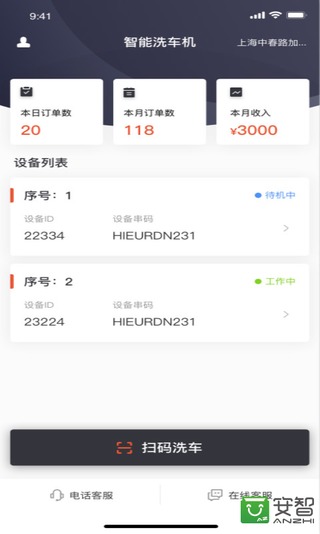 9:41
智能洗车机
上海中春路加...
本日订单数
本月订单数
本月收入
20
118
¥3000
设备列表
序号：1
待机中
设备ID
设备串码
22334
HIEURDN231
序号：2
工作中
设备ID
设备串码
23224
HIEURDN231
扫码洗车
电话客服
在线客服
安智
ANZHI